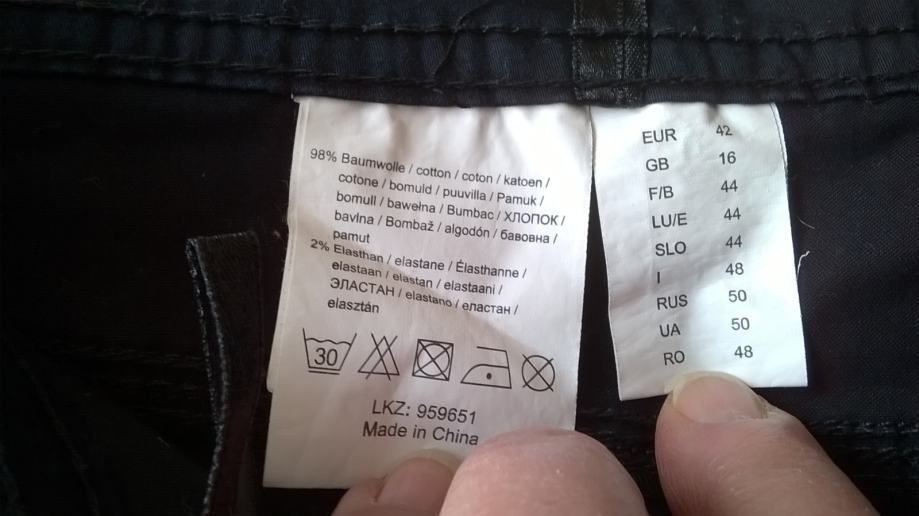 98% Baumwolle / cotton / coton / katoen /
cotone / bomuld / puuvilla / Pamuk /
bomull / bawełna / Bumbac / ХЛОПОК /
bavlna / Bombaž / algodón / бавовна /
pamut
2% Elasthan / elastane / Élasthanne /
elastaan / elastan / elastaani /
ЭЛАСТАН / elastano / еластан /
elasztán
30
LKZ: 959651
Made in China
EUR 42
GB 16
F/B 44
LU/E 44
SLO 44
I 48
RUS 50
UA 50
RO 48